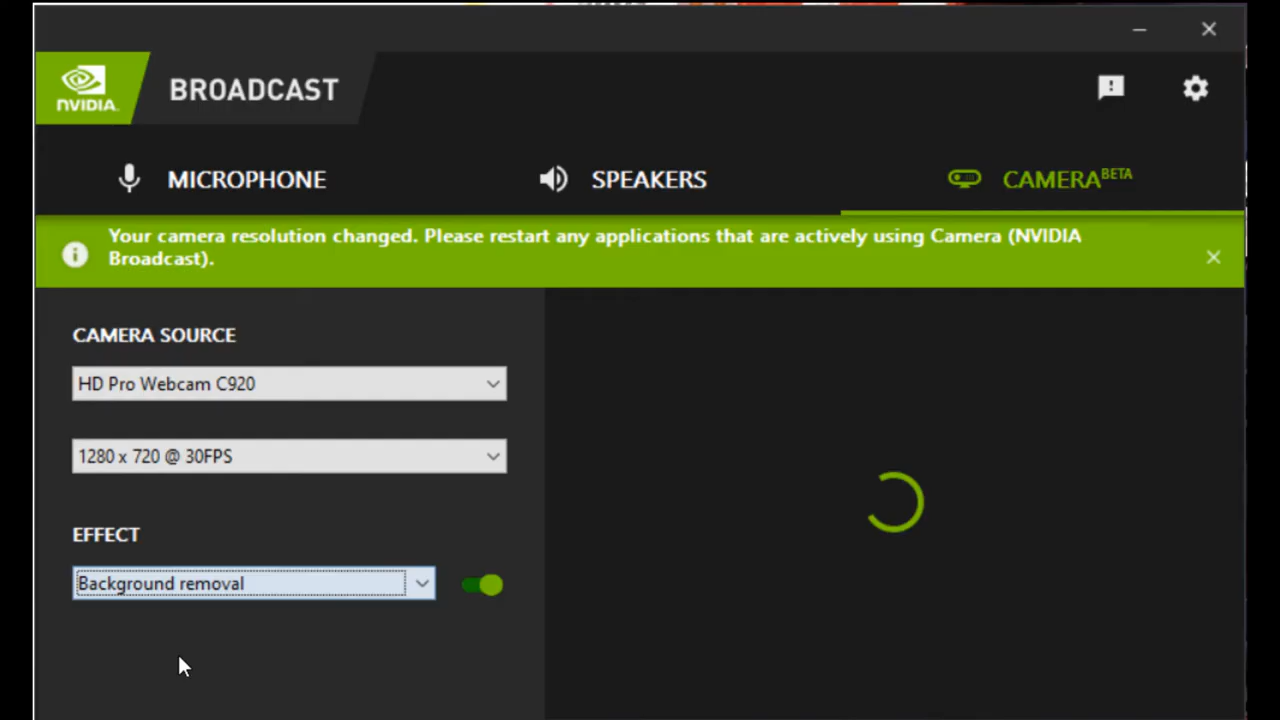 NVIDIA.
BROADCAST
MICROPHONE
SPEAKERS
CAMERA BETA
Your camera resolution changed. Please restart any applications that are actively using Camera (NVIDIA
Broadcast).
CAMERA SOURCE
HD Pro Webcam C920
1280 x 720 @ 30FPS
EFFECT
Background removal